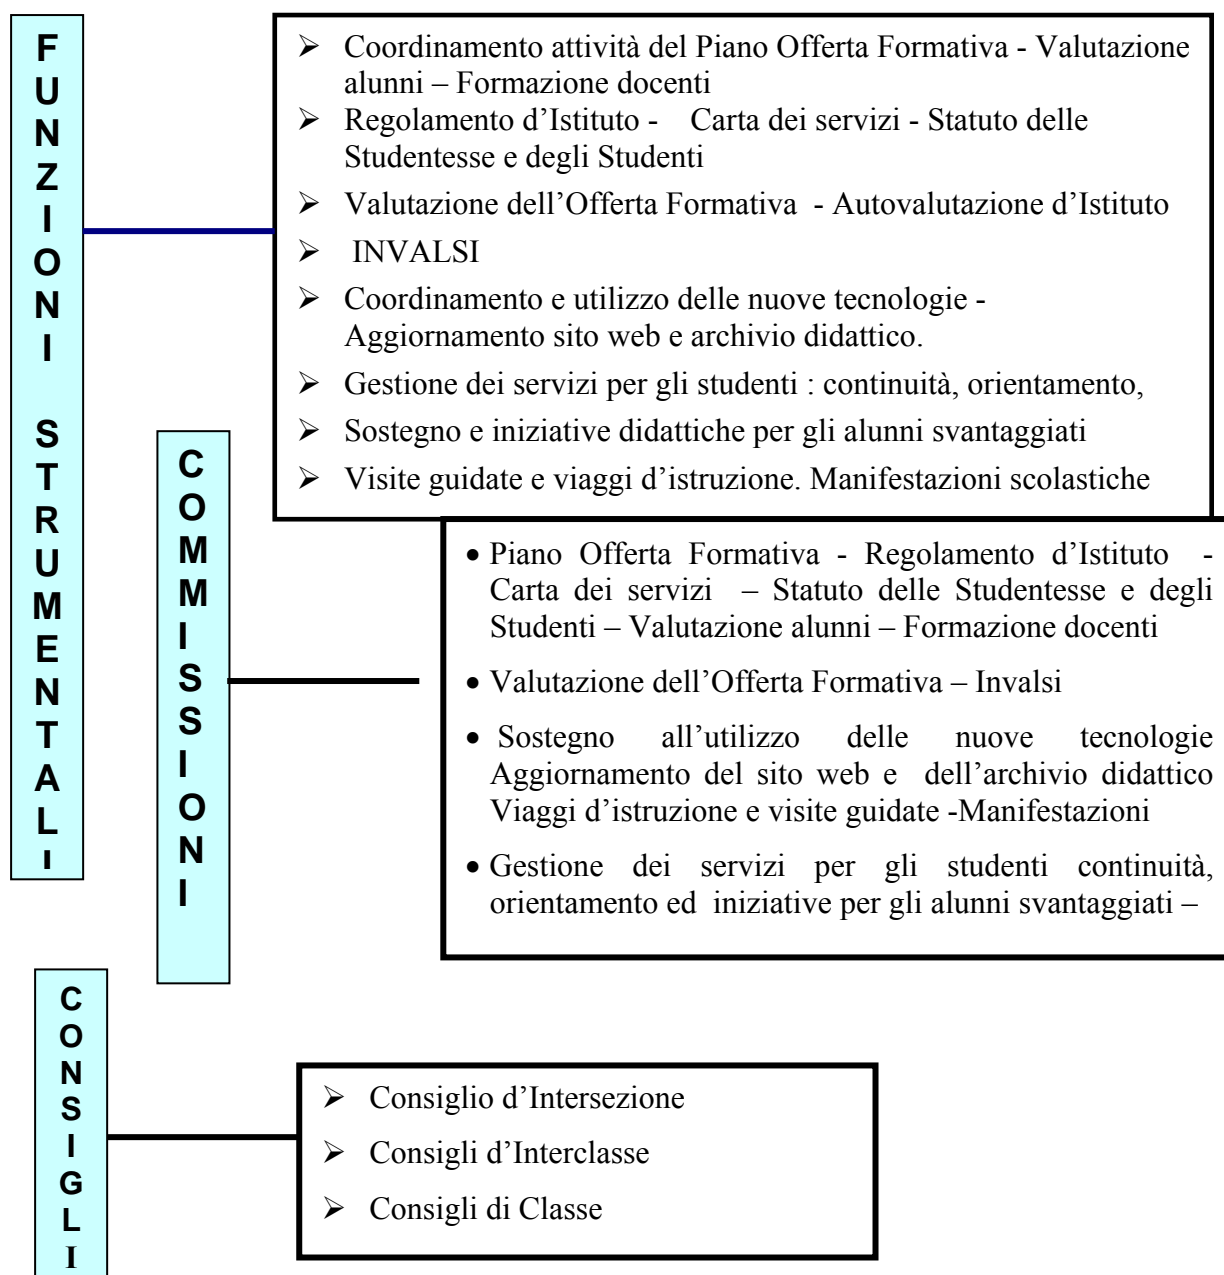 FUNZIONI STRUMENTALI
➢ Coordinamento attività del Piano Offerta Formativa - Valutazione
alunni – Formazione docenti
➢ Regolamento d’Istituto - Carta dei servizi - Statuto delle
Studentesse e degli Studenti
➢ Valutazione dell’Offerta Formativa - Autovalutazione d’Istituto
➢ INVALSI
➢ Coordinamento e utilizzo delle nuove tecnologie -
Aggiornamento sito web e archivio didattico.
➢ Gestione dei servizi per gli studenti : continuità, orientamento,
➢ Sostegno e iniziative didattiche per gli alunni svantaggiati
➢ Visite guidate e viaggi d’istruzione. Manifestazioni scolastiche
COMMISSIONI
• Piano Offerta Formativa - Regolamento d’Istituto -
Carta dei servizi – Statuto delle Studentesse e degli
Studenti – Valutazione alunni – Formazione docenti
• Valutazione dell’Offerta Formativa – Invalsi
• Sostegno all’utilizzo delle nuove tecnologie
Aggiornamento del sito web e dell’archivio didattico
Viaggi d’istruzione e visite guidate -Manifestazioni
• Gestione dei servizi per gli studenti continuità,
orientamento ed iniziative per gli alunni svantaggiati –
CONSIGLI
➢ Consiglio d’Intersezione
➢ Consigli d’Interclasse
➢ Consigli di Classe